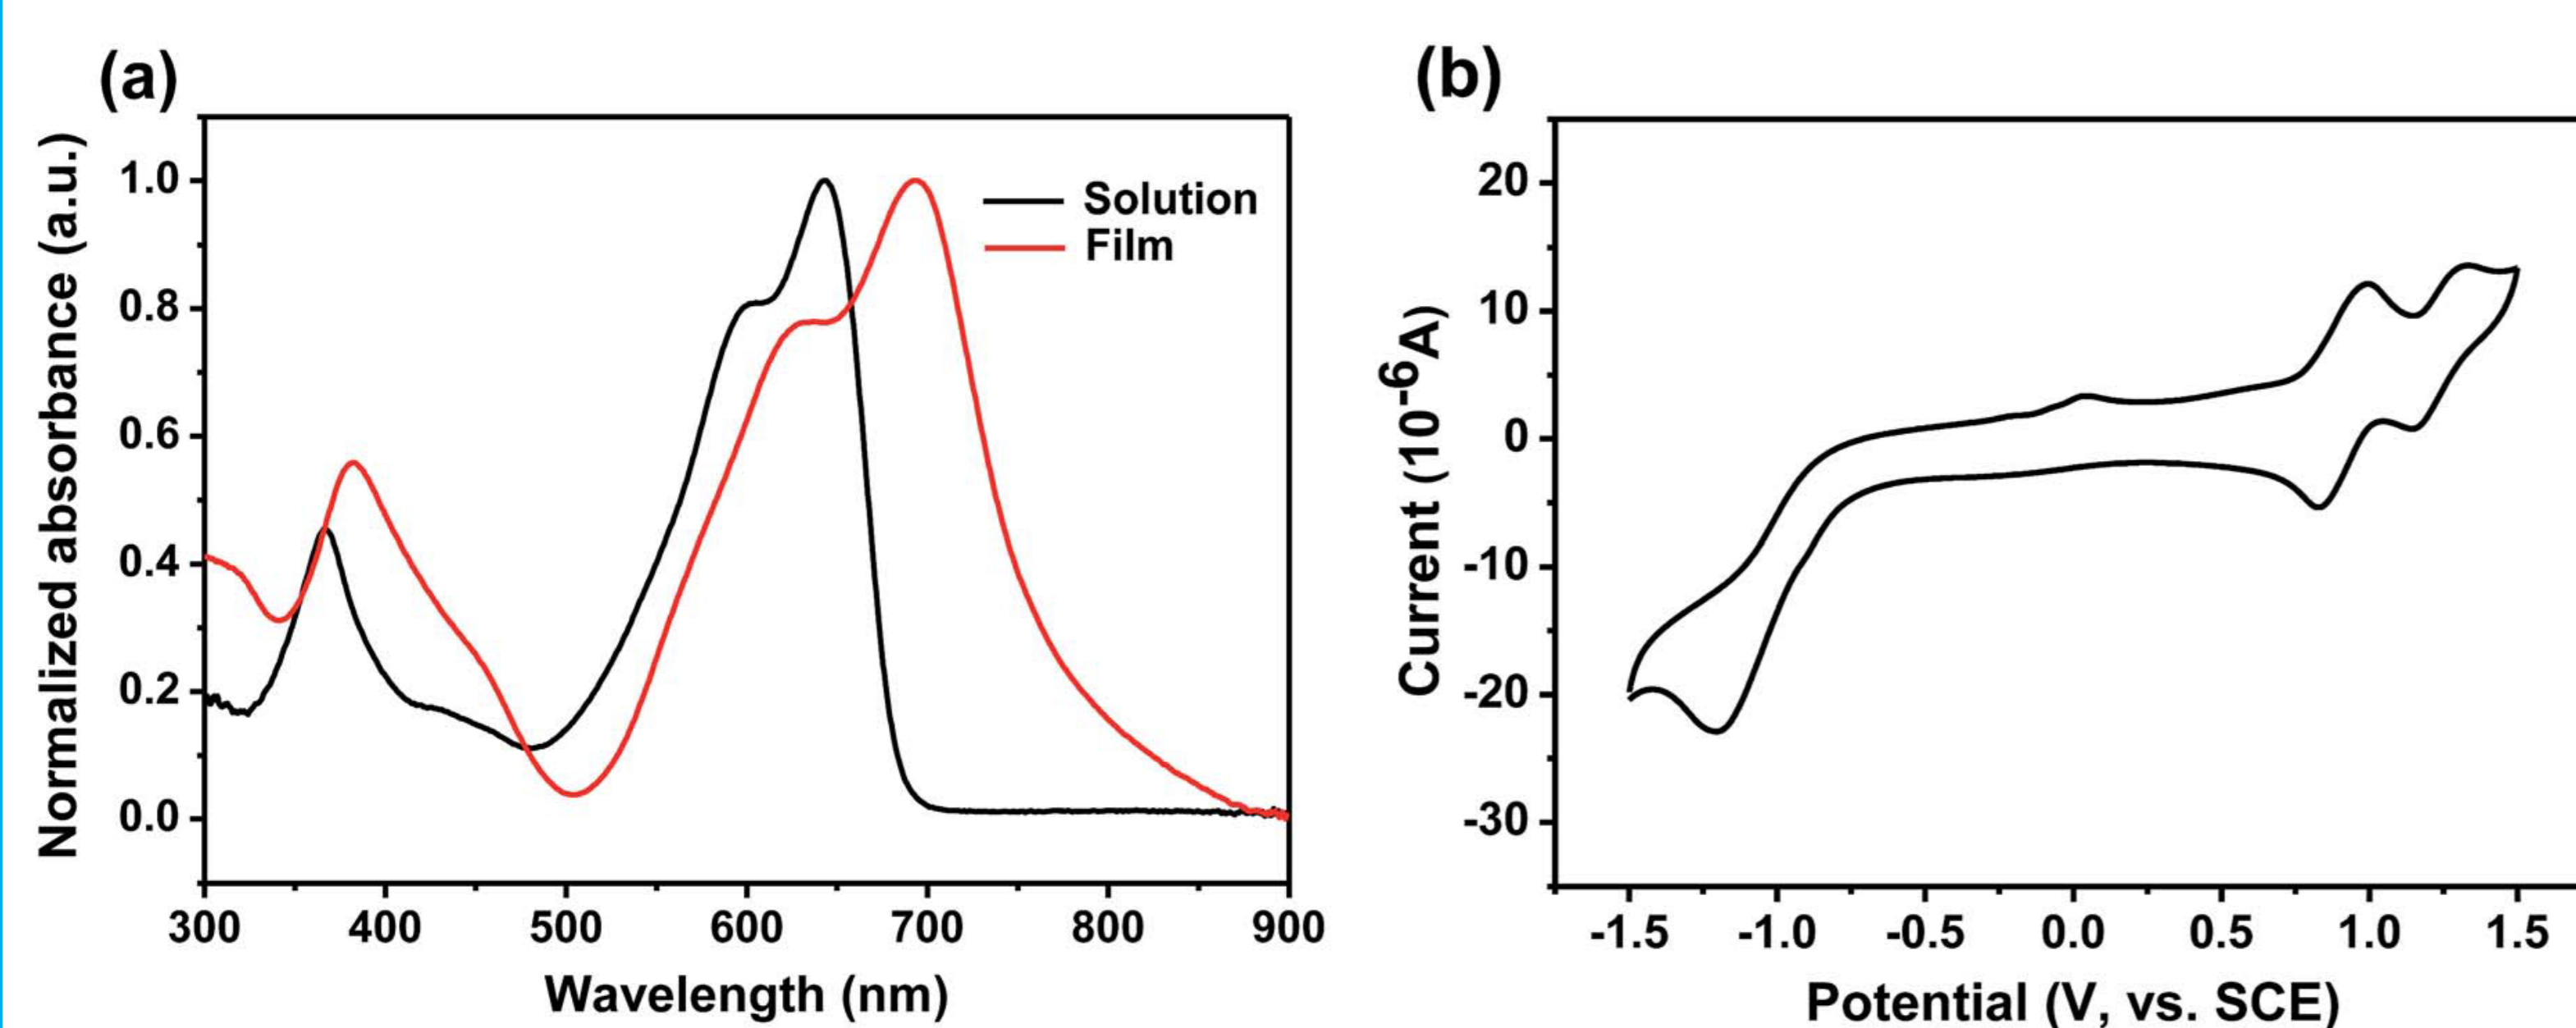 (a)
Normalized absorbance (a.u.)
1.0
0.8
0.6
0.4
0.2
0.0
300 400 500 600 700 800 900
Wavelength (nm)
Solution
Film
(b)
Current (10⁻⁶A)
20
10
0
-10
-20
-30
-1.5 -1.0 -0.5 0.0 0.5 1.0 1.5
Potential (V, vs. SCE)